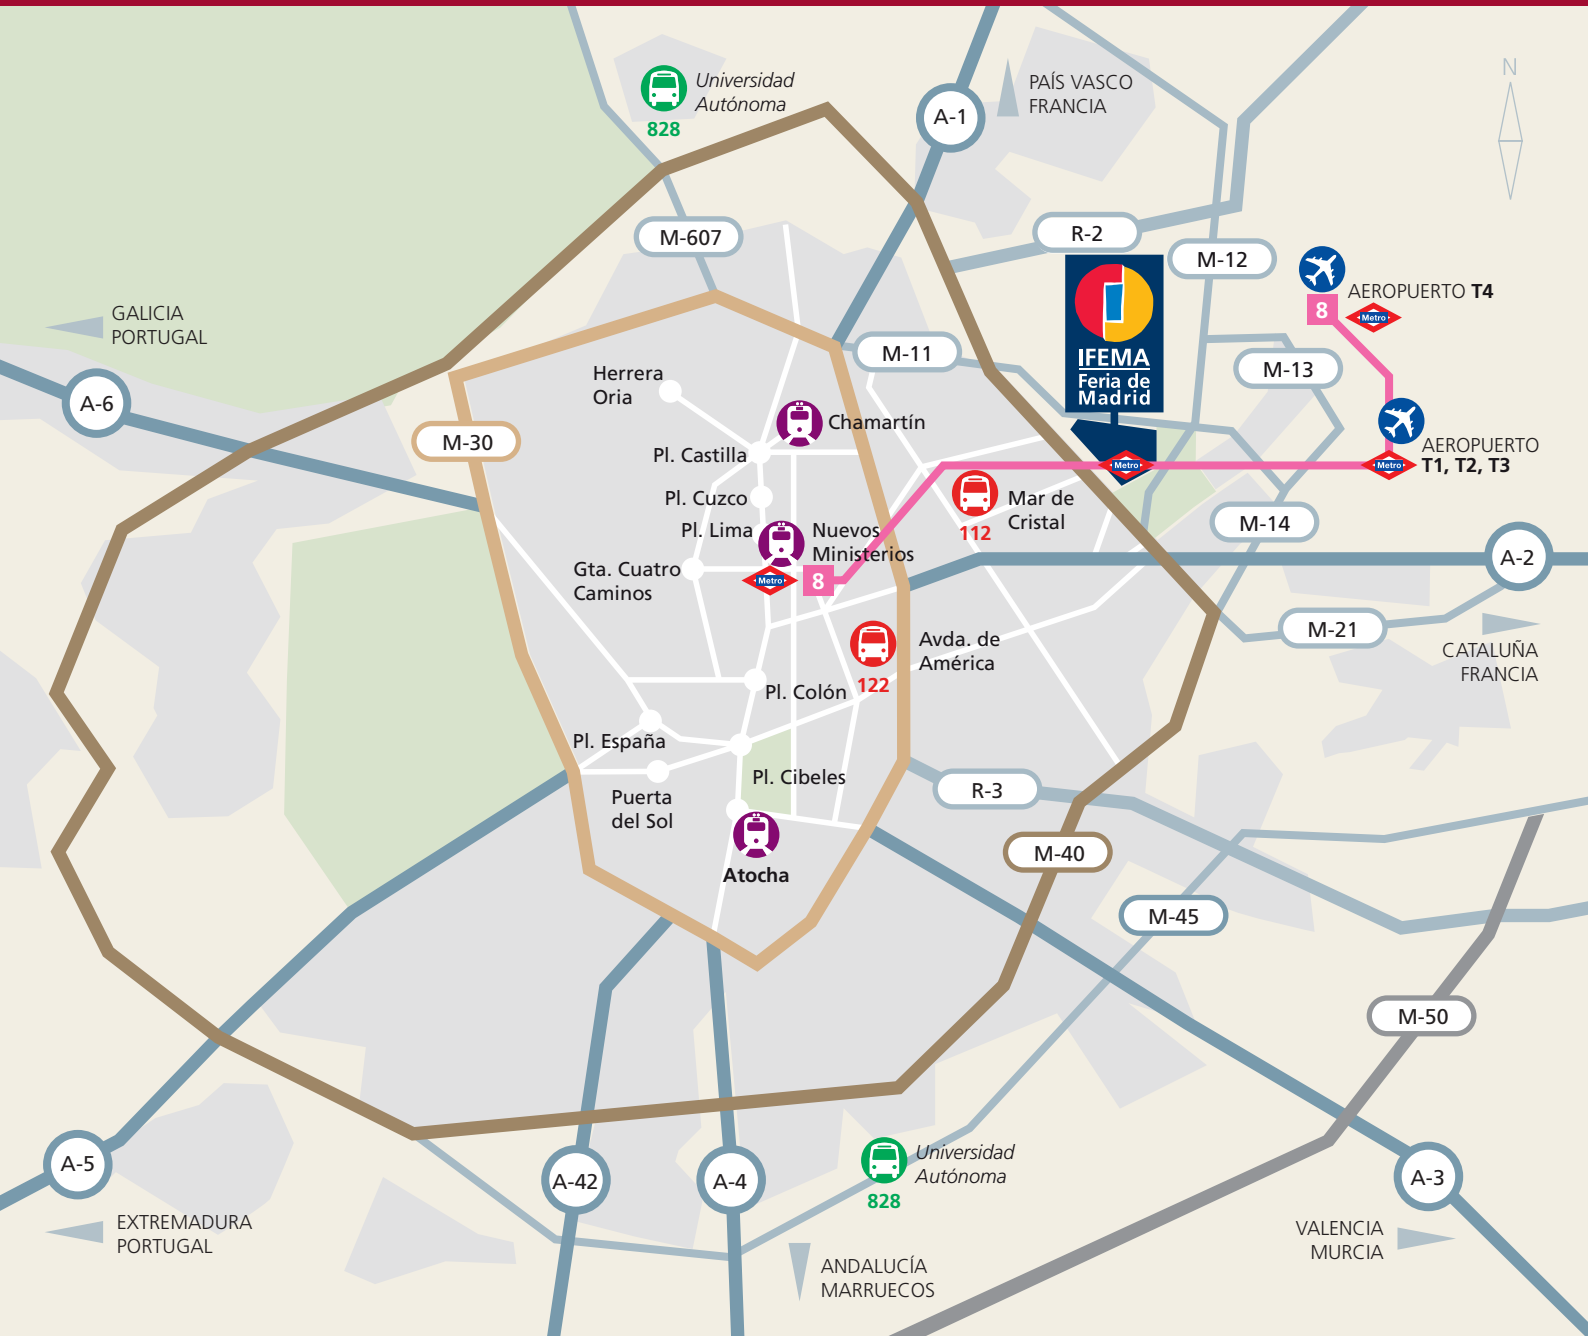 Universidad
Autónoma
828
A-1
PAÍS VASCO
FRANCIA
N
M-607
R-2
M-12
AEROPUERTO T4
8
Metro
GALICIA
PORTUGAL
IFEMA
Feria de
Madrid
M-11
M-13
Herrera
Oria
A-6
M-30
Chamartín
Pl. Castilla
AEROPUERTO
T1, T2, T3
Metro
Metro
Pl. Cuzco
Mar de
Cristal
112
Pl. Lima
Nuevos
Ministerios
M-14
A-2
Gta. Cuatro
Caminos
Metro
8
M-21
Avda. de
América
122
CATALUÑA
FRANCIA
Pl. Colón
Pl. España
Pl. Cibeles
Puerta
del Sol
R-3
M-40
Atocha
M-45
M-50
A-5
A-42
A-4
Universidad
Autónoma
828
A-3
EXTREMADURA
PORTUGAL
VALENCIA
MURCIA
ANDALUCÍA
MARRUECOS